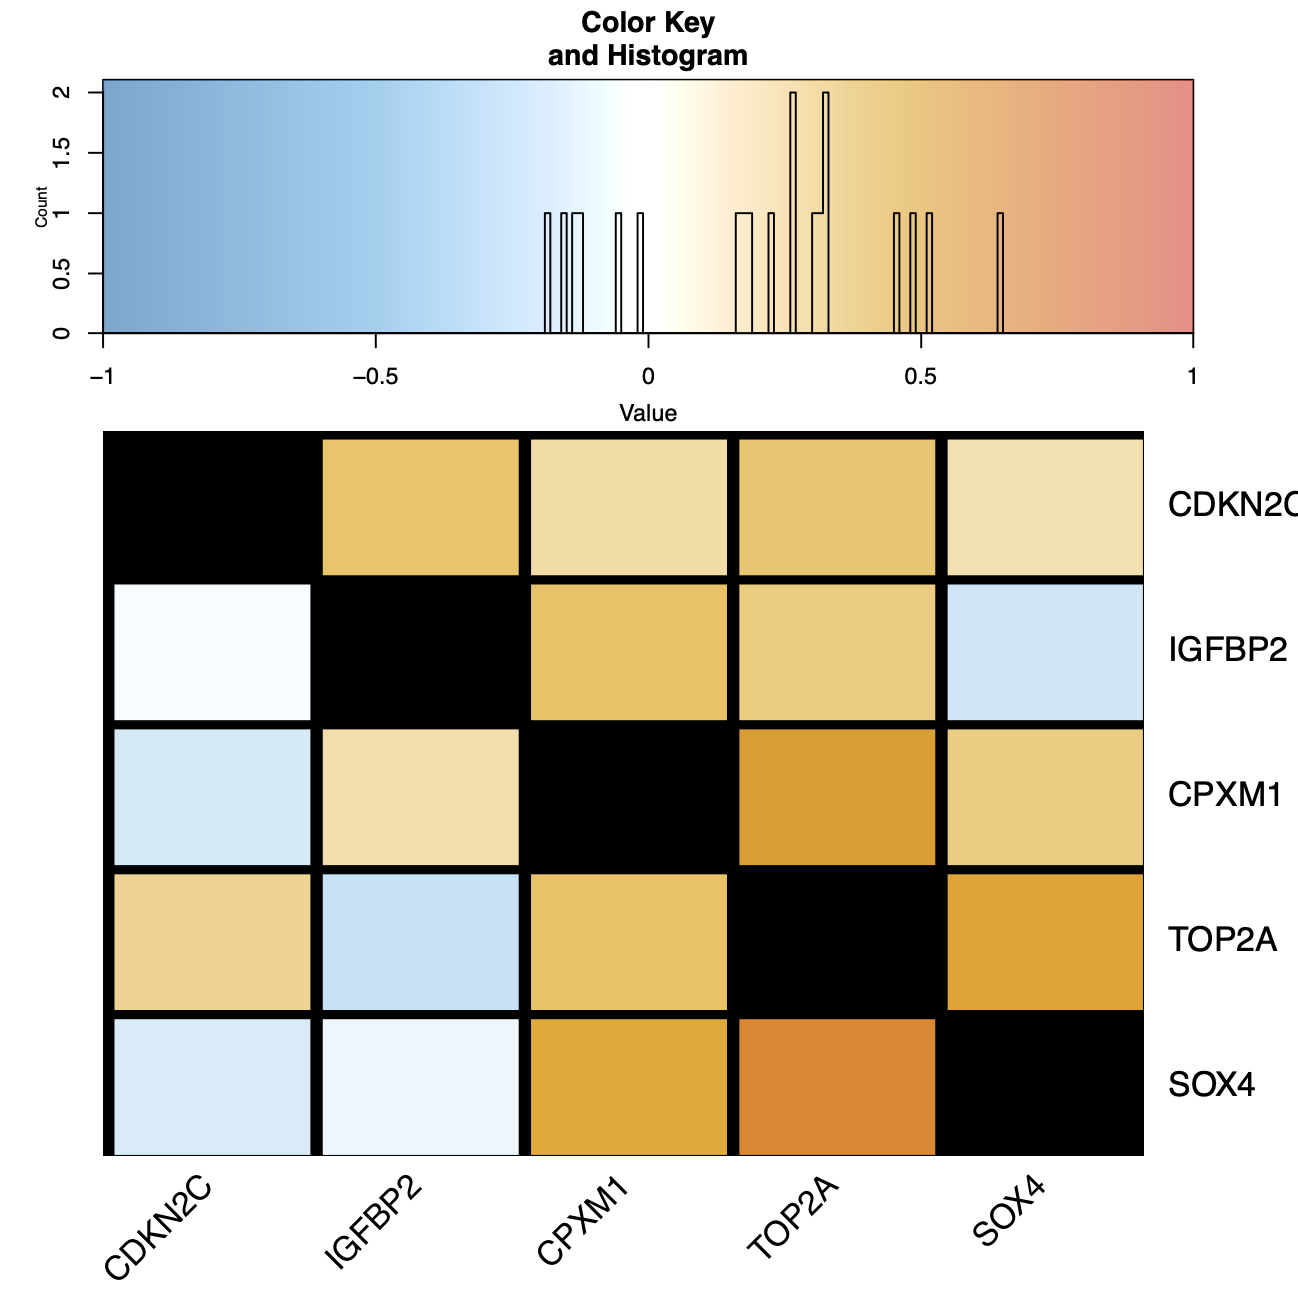 Color Key
and Histogram
Count
2
1.5
1
0.5
0
−1
−0.5
0
0.5
1
Value
CDKN2C
IGFBP2
CPXM1
TOP2A
SOX4
CDKN2C
IGFBP2
CPXM1
TOP2A
SOX4